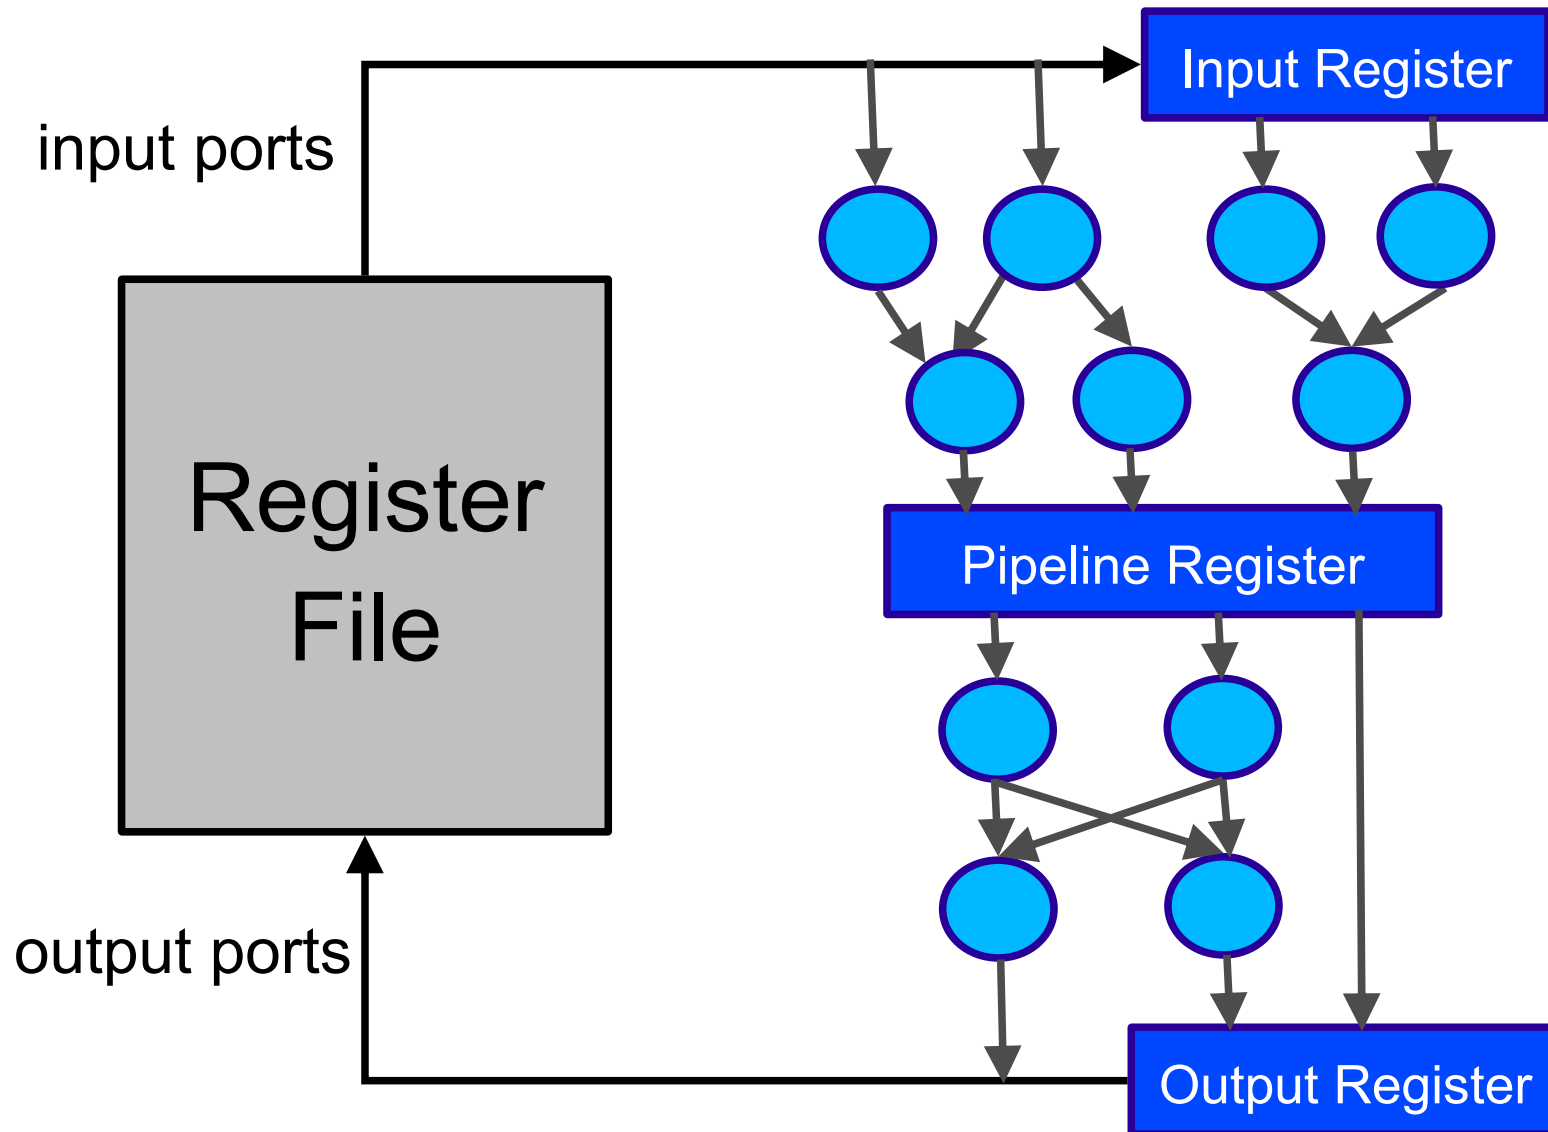 Input Register
input ports
Register
File
Pipeline Register
output ports
Output Register